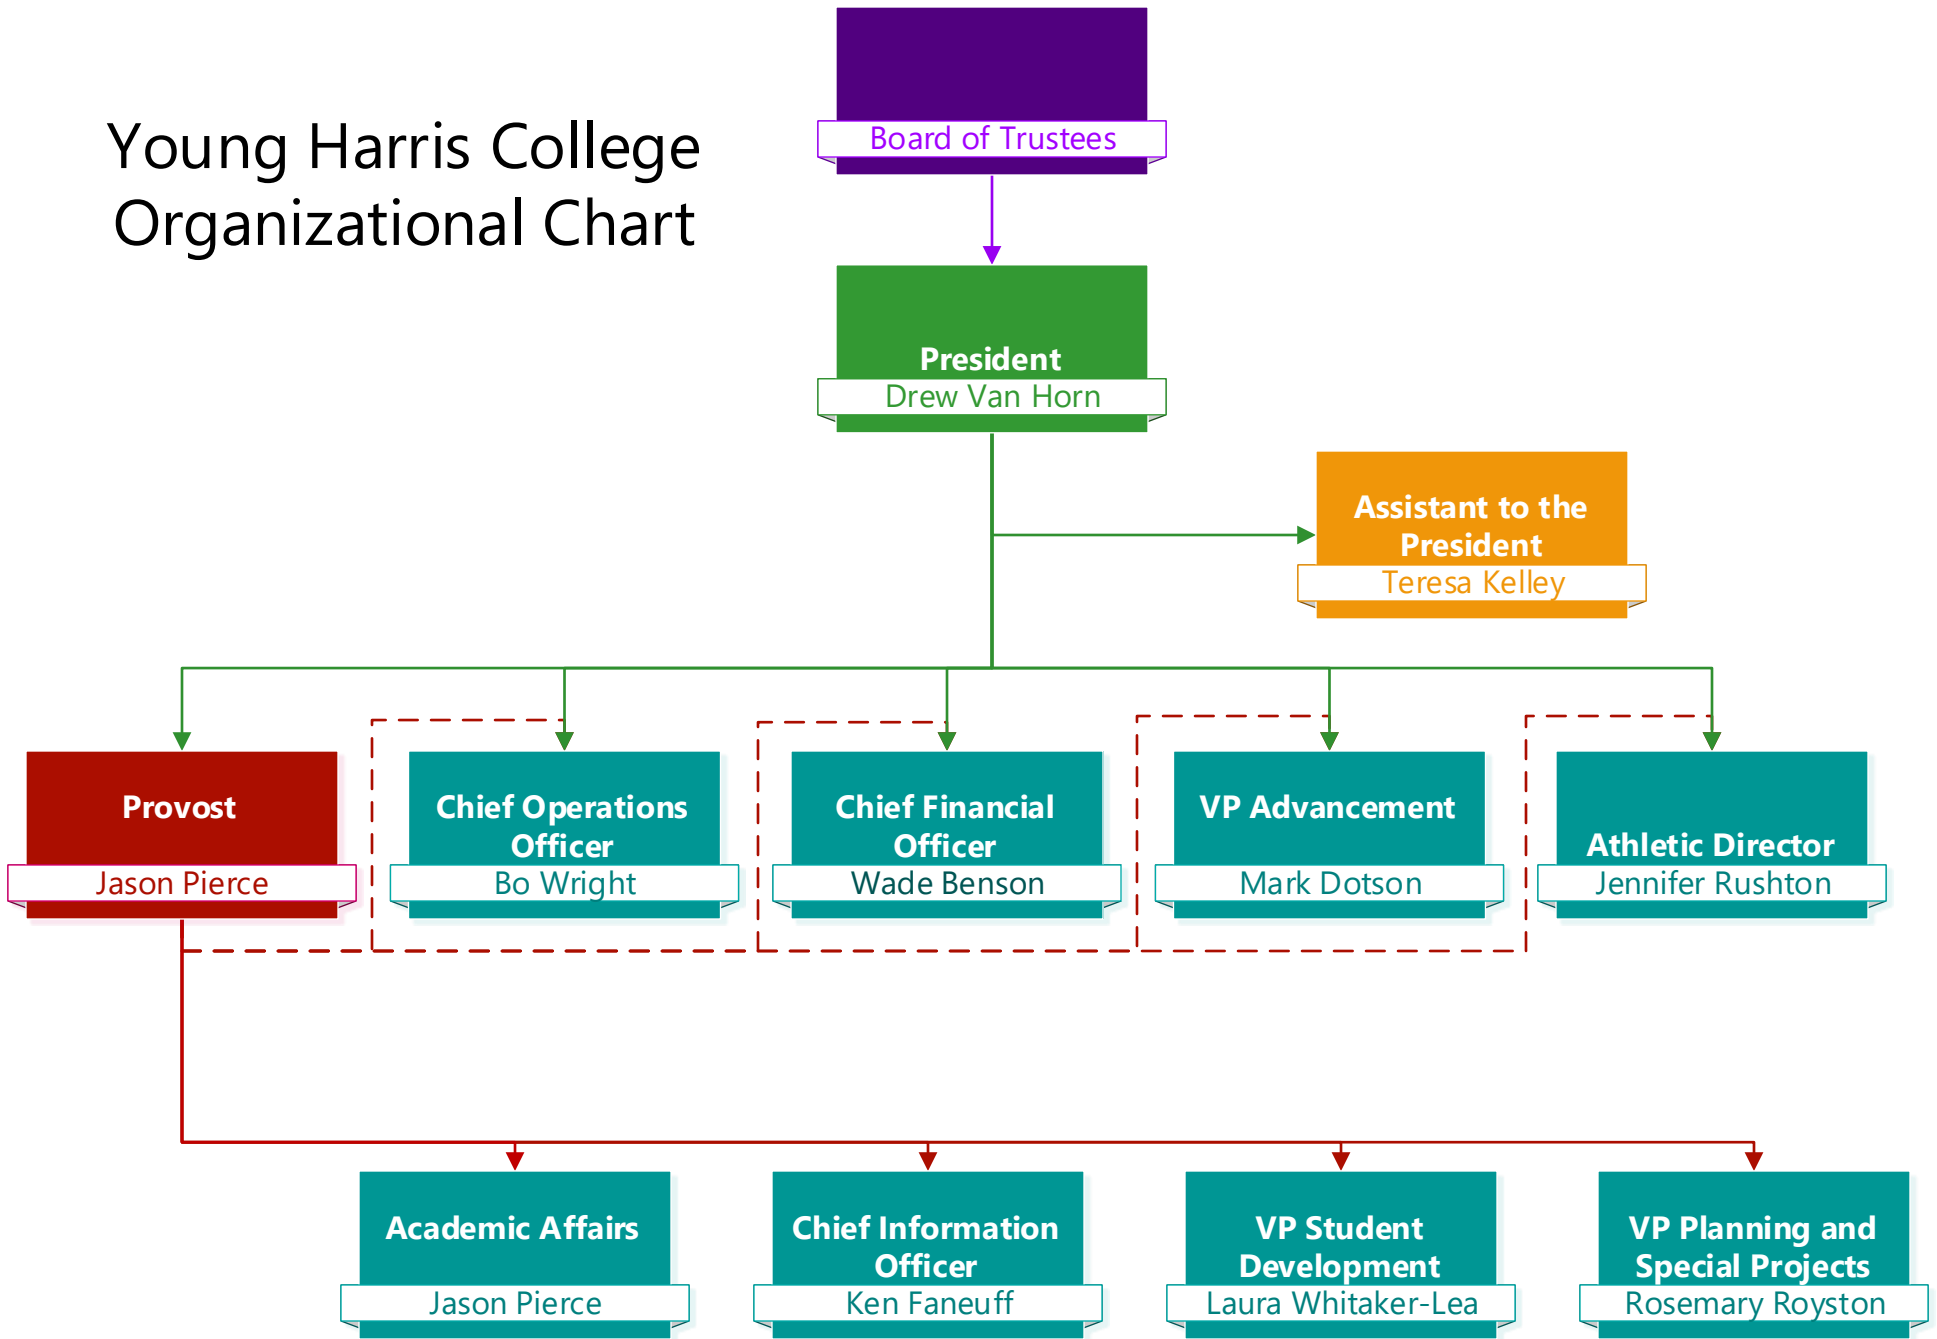 Young Harris College
Organizational Chart
Board of Trustees
President
Drew Van Horn
Assistant to the
President
Teresa Kelley
Provost
Jason Pierce
Chief Operations
Officer
Bo Wright
Chief Financial
Officer
Wade Benson
VP Advancement
Mark Dotson
Athletic Director
Jennifer Rushton
Academic Affairs
Jason Pierce
Chief Information
Officer
Ken Faneuff
VP Student
Development
Laura Whitaker-Lea
VP Planning and
Special Projects
Rosemary Royston